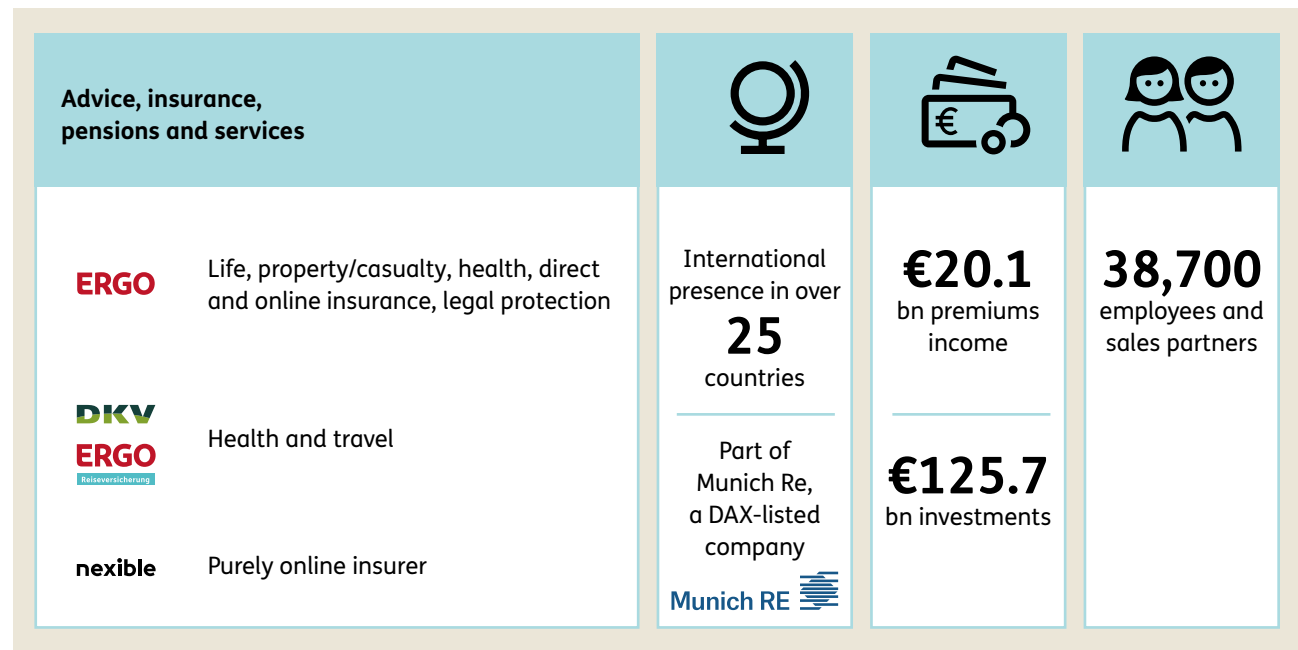 Advice, insurance,
pensions and services
ERGO
Life, property/casualty, health, direct
and online insurance, legal protection
DKV
ERGO
Reiseversicherung
Health and travel
nexible
Purely online insurer
International
presence in over
25
countries
Part of
Munich Re,
a DAX-listed
company
Munich RE
€
€20.1
bn premiums
income
€125.7
bn investments
38,700
employees and
sales partners